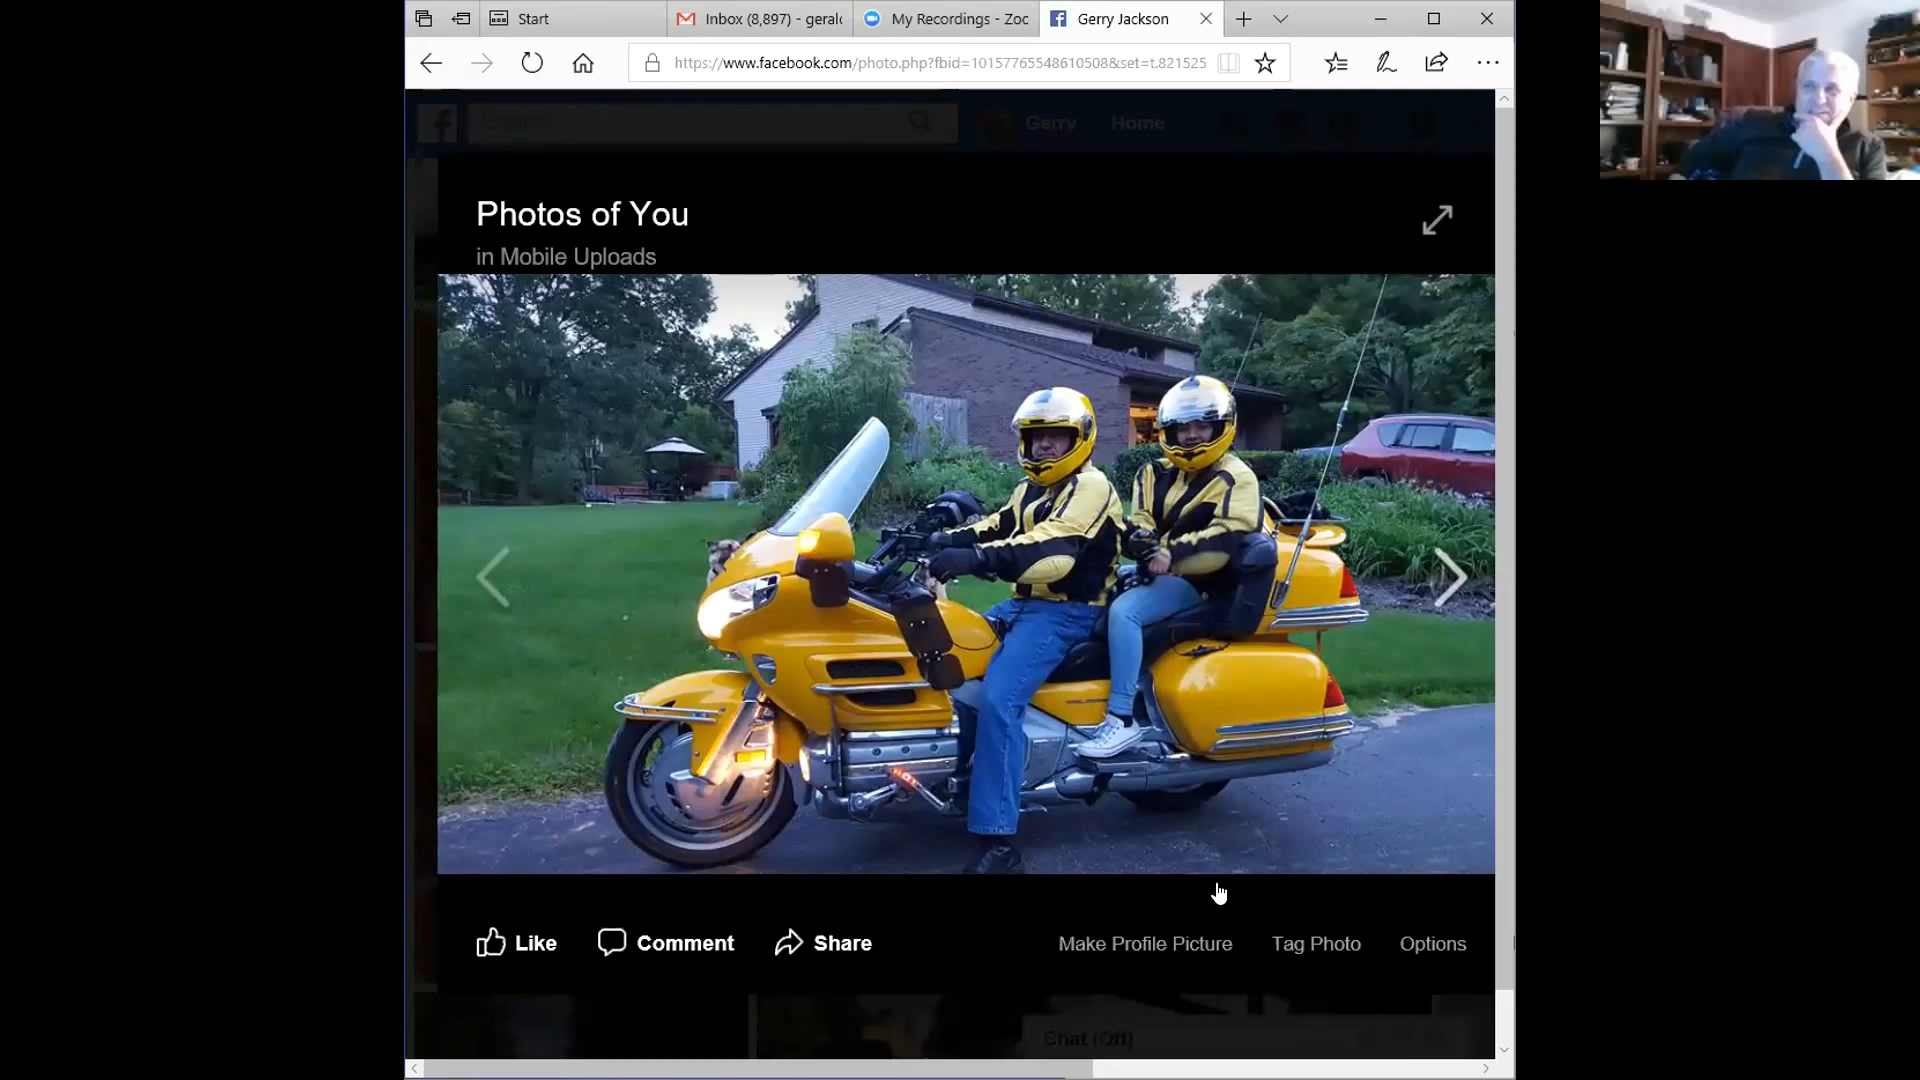 Start
Inbox (8,897) - geral
My Recordings - Zoc
Gerry Jackson
https://www.facebook.com/photo.php?fbid=10157765548610508&set=t.821525
Search
Gerry
Home
Photos of You
in Mobile Uploads
Like
Comment
Share
Make Profile Picture
Tag Photo
Options
Chat (Off)